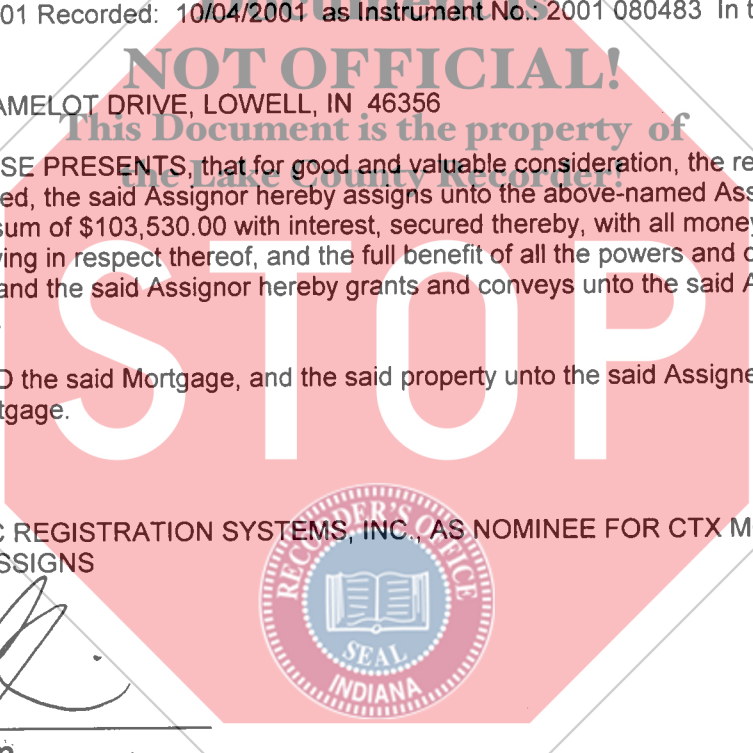 Document is
01 Recorded: 10/04/2001 as Instrument No.: 2001 080483 In t
NOT OFFICIAL!
AMELOT DRIVE, LOWELL, IN 46356
This Document is the property of
SE PRESENTS, that for good and valuable consideration, the re
the Lake County Recorder!
ed, the said Assignor hereby assigns unto the above-named Ass
sum of $103,530.00 with interest, secured thereby, with all money
ing in respect thereof, and the full benefit of all the powers and
and the said Assignor hereby grants and conveys unto the said A
STOP
D the said Mortgage, and the said property unto the said Assigne
tgage.
C REGISTRATION SYSTEMS, INC., AS NOMINEE FOR CTX M
SSIGNS
RECORDER'S OFFICE
SEAL
INDIANA